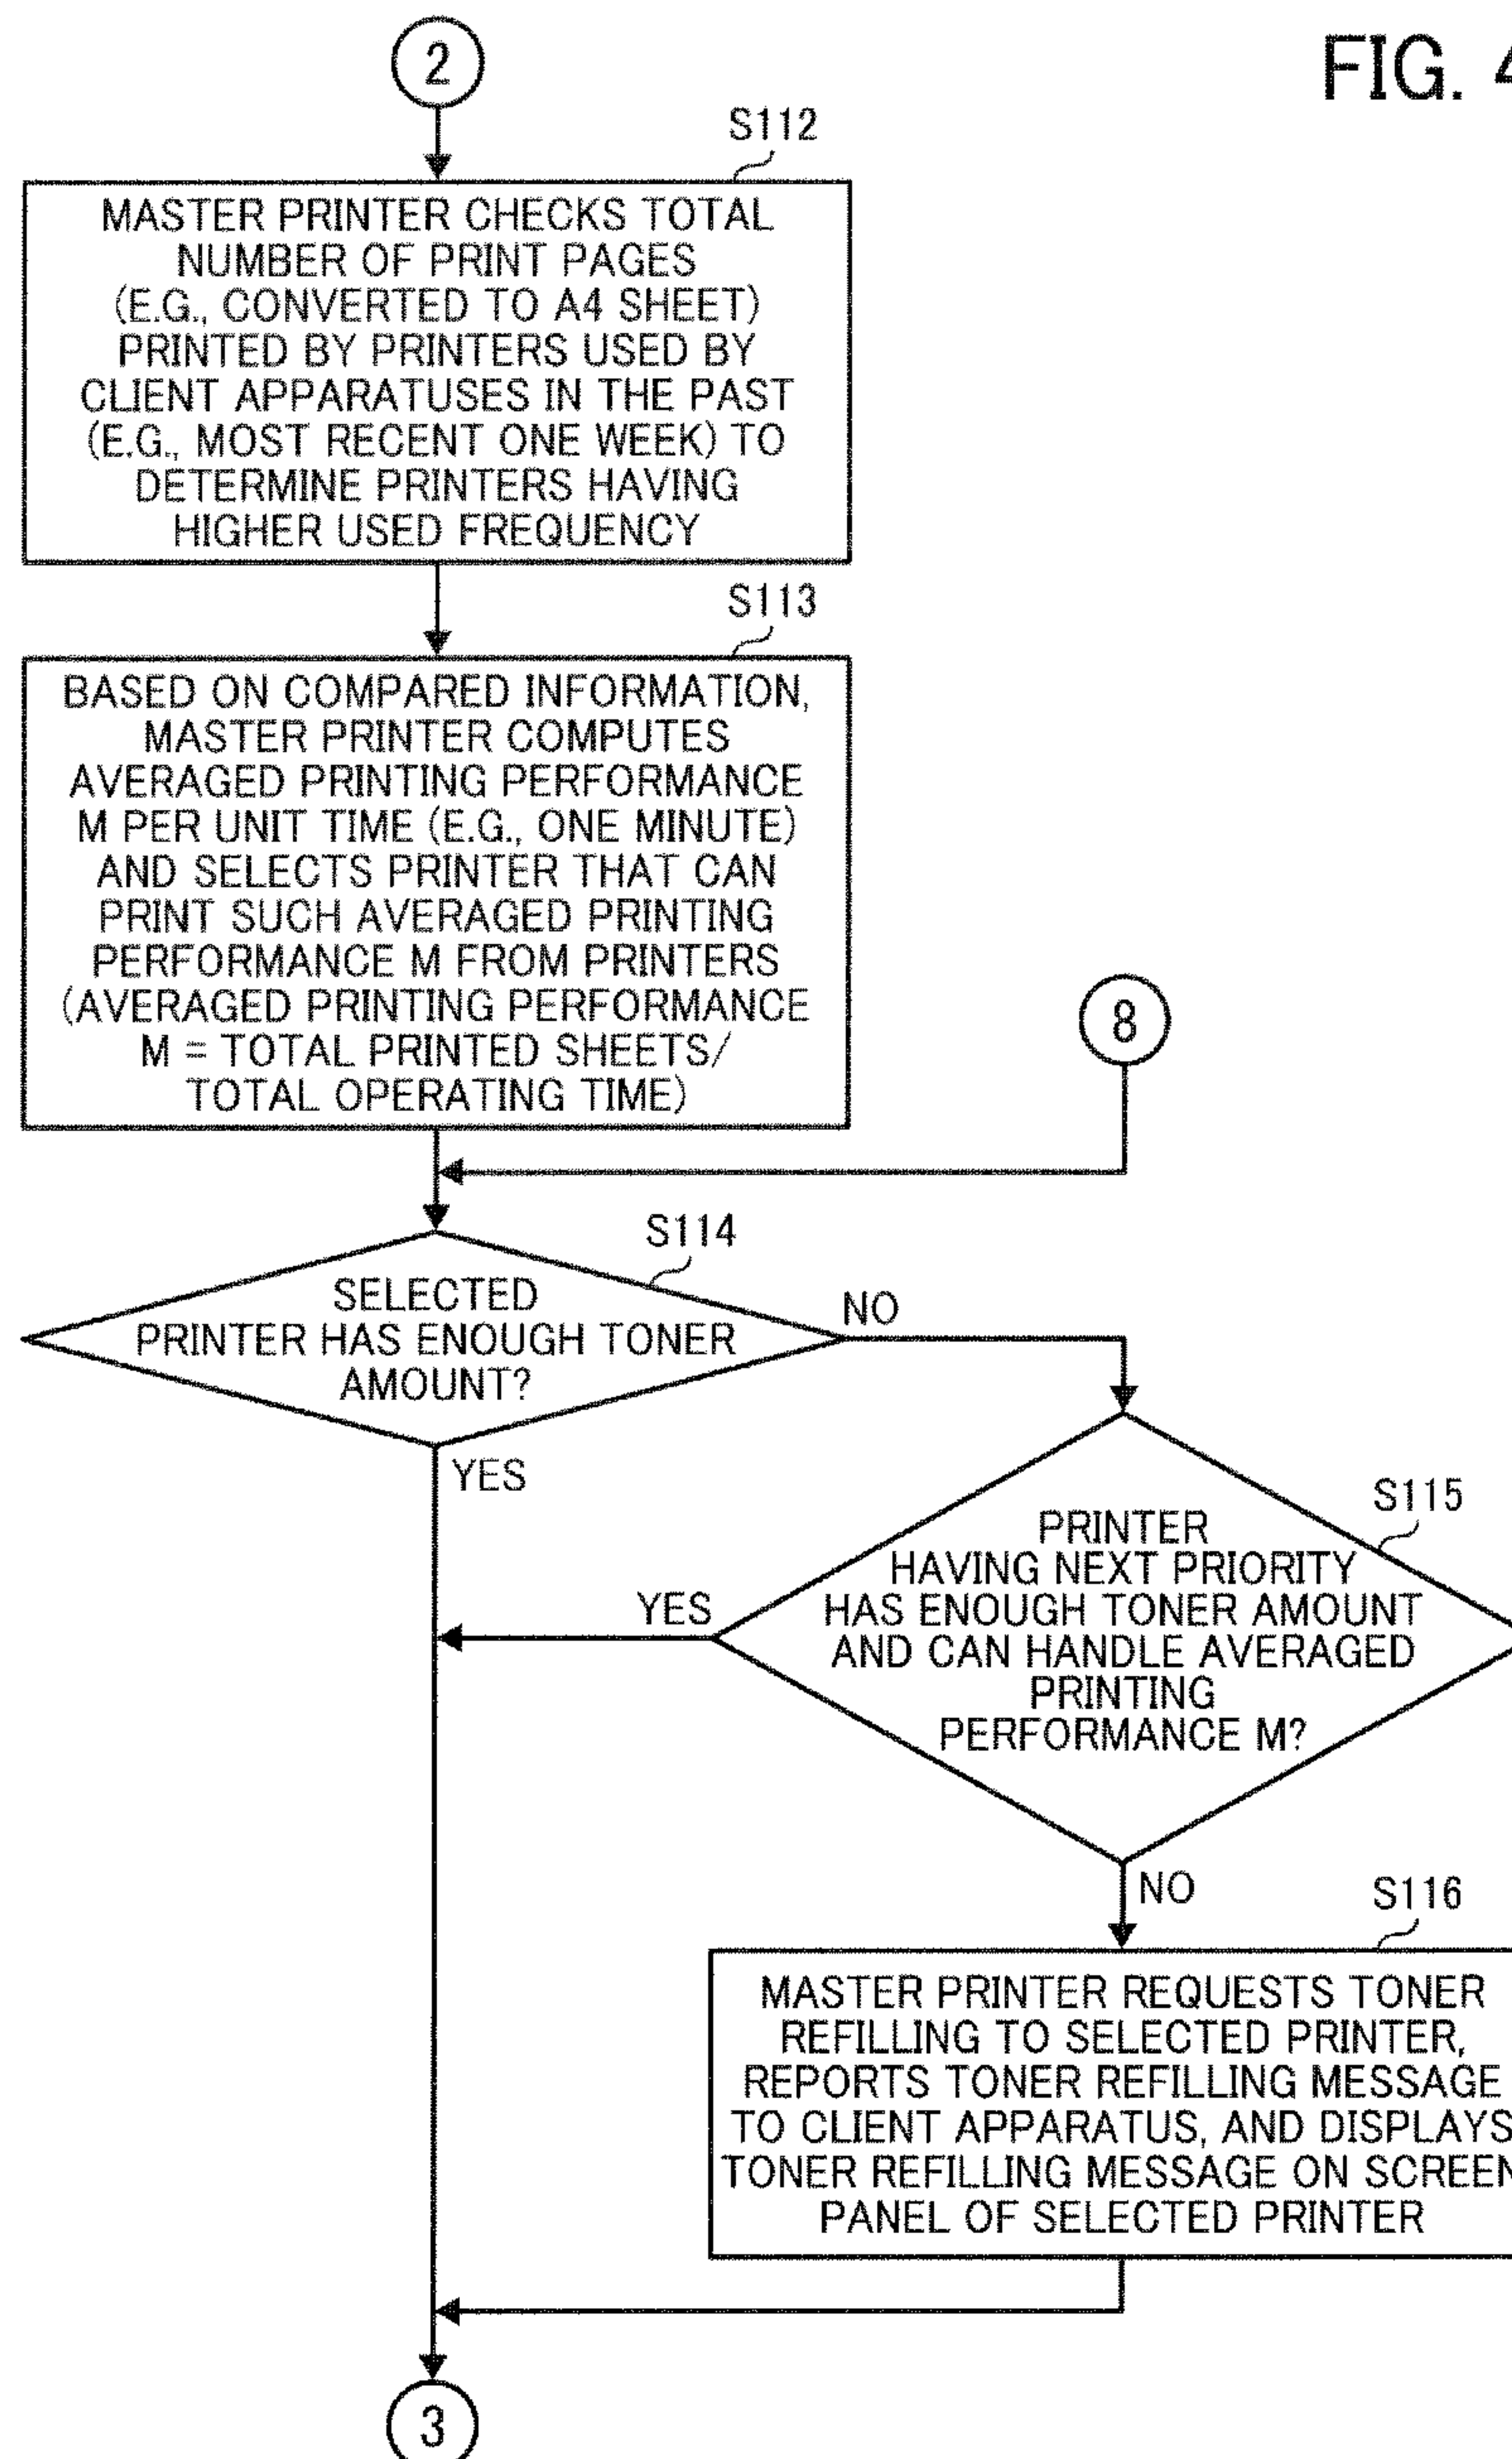 FIG. 4
2
S112
MASTER PRINTER CHECKS TOTAL
NUMBER OF PRINT PAGES
(E.G., CONVERTED TO A4 SHEET)
PRINTED BY PRINTERS USED BY
CLIENT APPARATUSES IN THE PAST
(E.G., MOST RECENT ONE WEEK) TO
DETERMINE PRINTERS HAVING
HIGHER USED FREQUENCY
S113
BASED ON COMPARED INFORMATION,
MASTER PRINTER COMPUTES
AVERAGED PRINTING PERFORMANCE
M PER UNIT TIME (E.G., ONE MINUTE)
AND SELECTS PRINTER THAT CAN
PRINT SUCH AVERAGED PRINTING
PERFORMANCE M FROM PRINTERS
(AVERAGED PRINTING PERFORMANCE
M = TOTAL PRINTED SHEETS/
TOTAL OPERATING TIME)
8
S114
SELECTED
PRINTER HAS ENOUGH TONER
AMOUNT?
NO
YES
S115
PRINTER
HAVING NEXT PRIORITY
HAS ENOUGH TONER AMOUNT
AND CAN HANDLE AVERAGED
PRINTING
PERFORMANCE M?
YES
NO
S116
MASTER PRINTER REQUESTS TONER
REFILLING TO SELECTED PRINTER,
REPORTS TONER REFILLING MESSAGE
TO CLIENT APPARATUS, AND DISPLAYS
TONER REFILLING MESSAGE ON SCREEN
PANEL OF SELECTED PRINTER
3